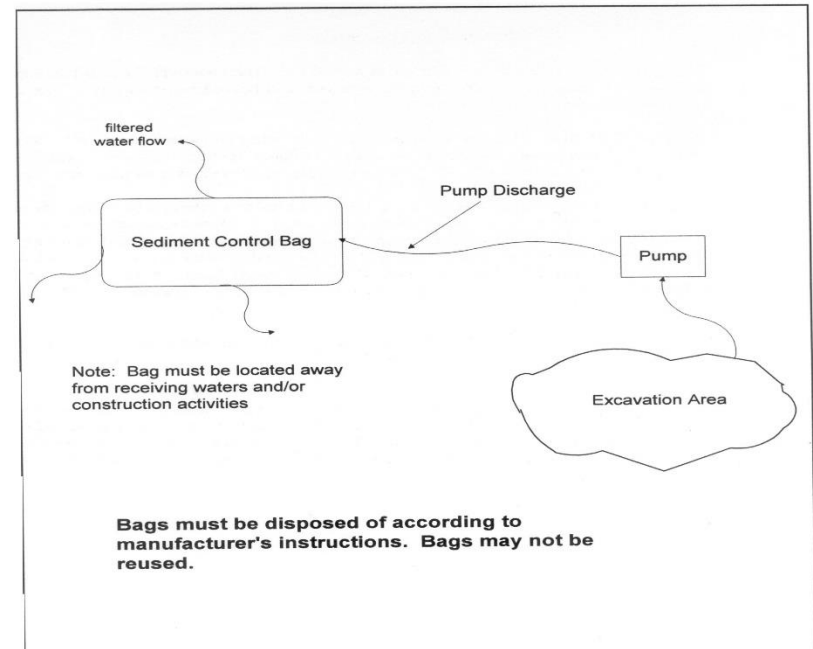 filtered
water flow
Pump Discharge
Sediment Control Bag
Pump
Note: Bag must be located away
from receiving waters and/or
construction activities
Excavation Area
Bags must be disposed of according to
manufacturer's instructions. Bags may not be
reused.